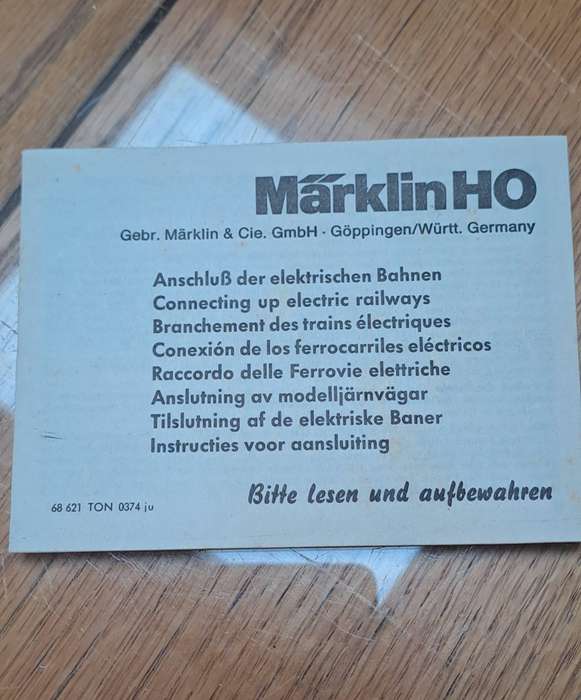 Märklin HO
Gebr. Märklin & Cie. GmbH · Göppingen/Württ. Germany
Anschluß der elektrischen Bahnen
Connecting up electric railways
Branchement des trains électriques
Conexión de los ferrocarriles eléctricos
Raccordo delle Ferrovie elettriche
Anslutning av modelljärnvägar
Tilslutning af de elektriske Baner
Instructies voor aansluiting
Bitte lesen und aufbewahren
68 621 TON 0374 ju